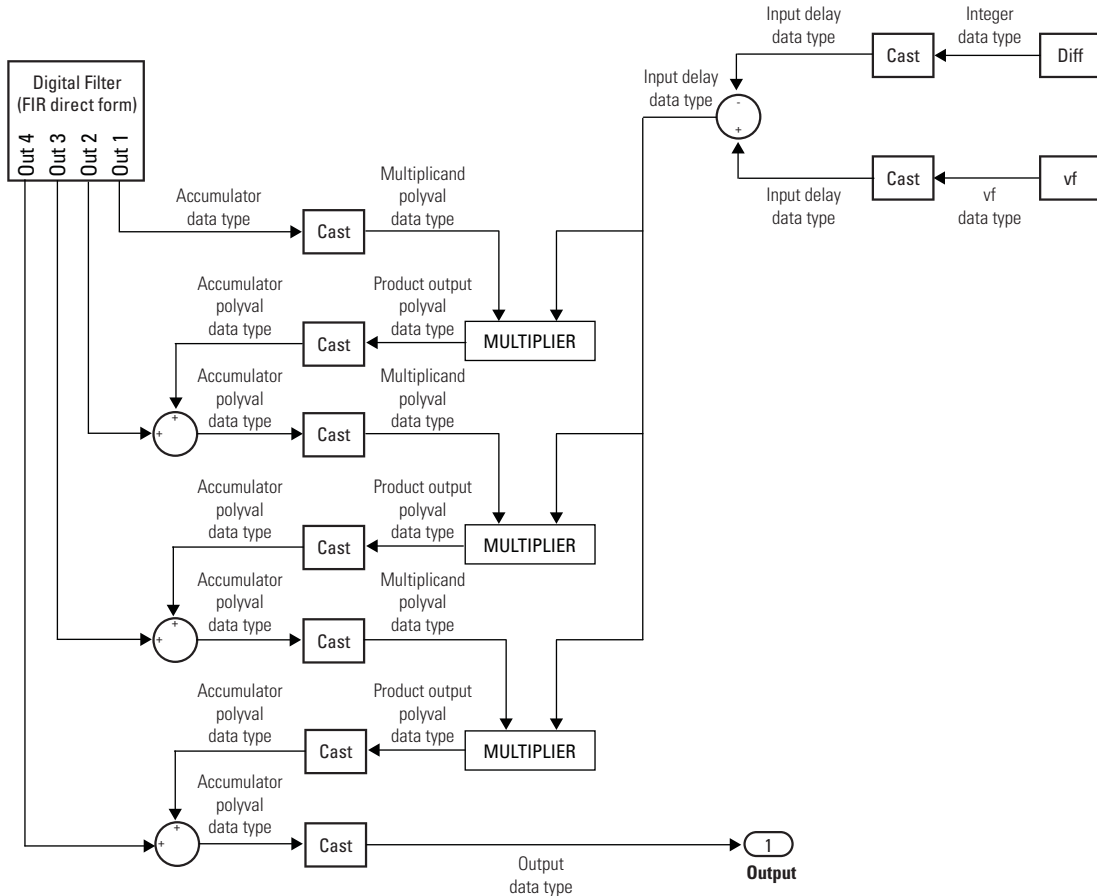 Input delay
data type
Integer
data type
Cast
Diff
Digital Filter
(FIR direct form)
Out 4
Out 3
Out 2
Out 1
Input delay
data type
-
+
Cast
vf
Input delay
data type
vf
data type
Accumulator
data type
Cast
Multiplicand
polyval
data type
Accumulator
polyval
data type
Cast
Product output
polyval
data type
MULTIPLIER
+
+
Accumulator
polyval
data type
Cast
Multiplicand
polyval
data type
Accumulator
polyval
data type
Cast
Product output
polyval
data type
MULTIPLIER
+
+
Accumulator
polyval
data type
Cast
Multiplicand
polyval
data type
Accumulator
polyval
data type
Cast
Product output
polyval
data type
MULTIPLIER
+
+
Accumulator
polyval
data type
Cast
Output
data type
1
Output